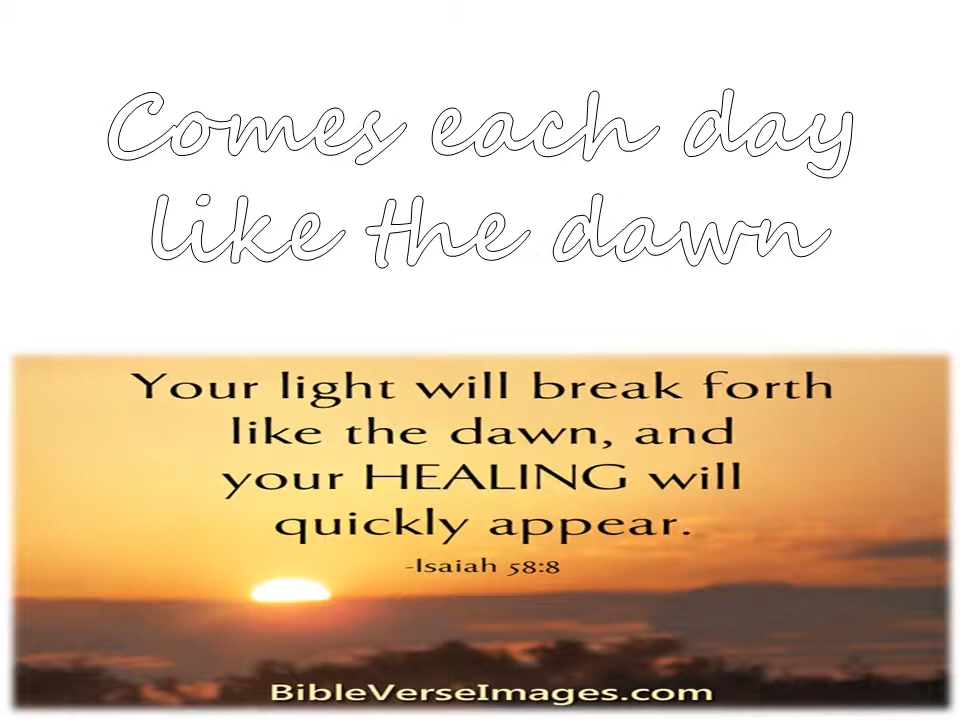 Comes each day
like the dawn
Your light will break forth
like the dawn, and
your HEALING will
quickly appear.
-Isaiah 58:8
BibleVerseImages.com